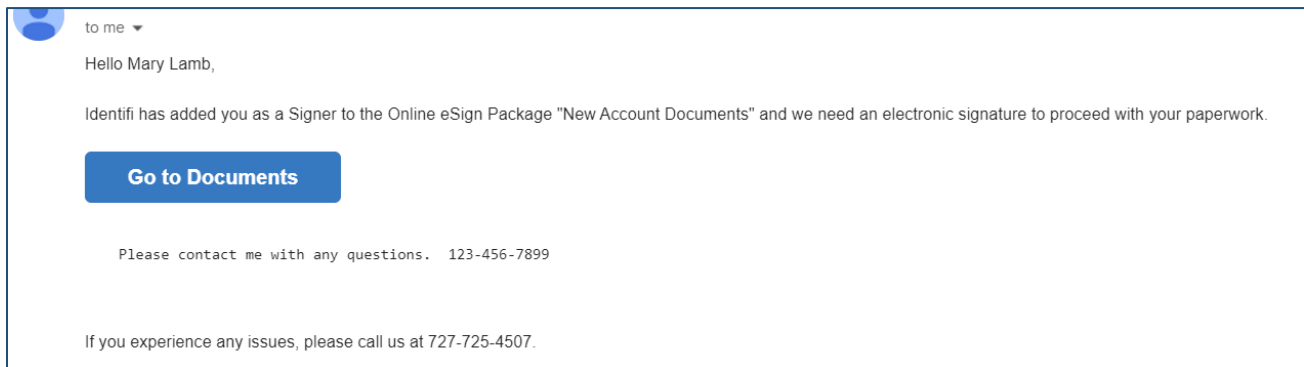 to me
Hello Mary Lamb,
Identifi has added you as a Signer to the Online eSign Package "New Account Documents" and we need an electronic signature to proceed with your paperwork.
Go to Documents
Please contact me with any questions.  123-456-7899
If you experience any issues, please call us at 727-725-4507.